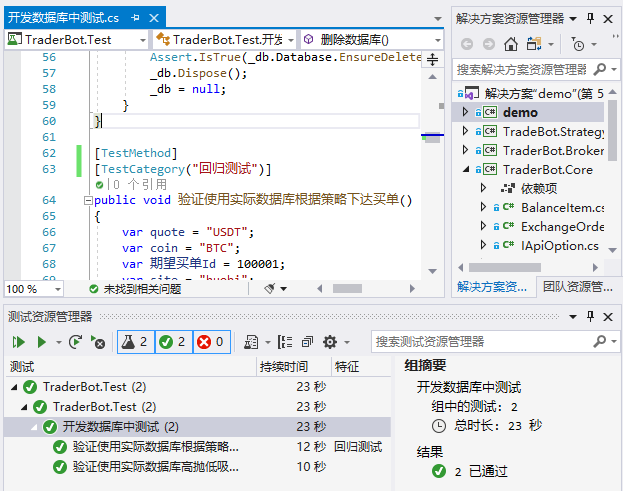 开发数据库中测试.cs
TraderBot.Test
TraderBot.Test.开发
删除数据库()
56 Assert.IsTrue(_db.Database.EnsureDelete
57 _db.Dispose();
58 _db = null;
59 }
60 }
61
62 [TestMethod]
63 [TestCategory("回归测试")]
|0 个引用
64 public void 验证使用实际数据库根据策略下达买单()
65 {
66 var quote = "USDT";
67 var coin = "BTC";
68 var 期望买单Id = 100001;
69 var site = "huobi";
100 %
未找到相关问题
解决方案资源管理器
搜索解决方案资源管理器
解决方案"demo"(第 5
demo
TradeBot.Strategy
TraderBot.Broker
TraderBot.Core
依赖项
BalanceItem.cs
ExchangeOrde
IApiOption.cs
解决方案资源...
团队资源管理...
测试资源管理器
2
2
0
搜索测试资源管理器
测试 持续时间 特征
TraderBot.Test (2) 23 秒
TraderBot.Test (2) 23 秒
开发数据库中测试 (2) 23 秒
验证使用实际数据库根据策略... 12 秒 回归测试
验证使用实际数据库高抛低吸... 10 秒
组摘要
开发数据库中测试
组中的测试: 2
总时长: 23 秒
结果
2 已通过